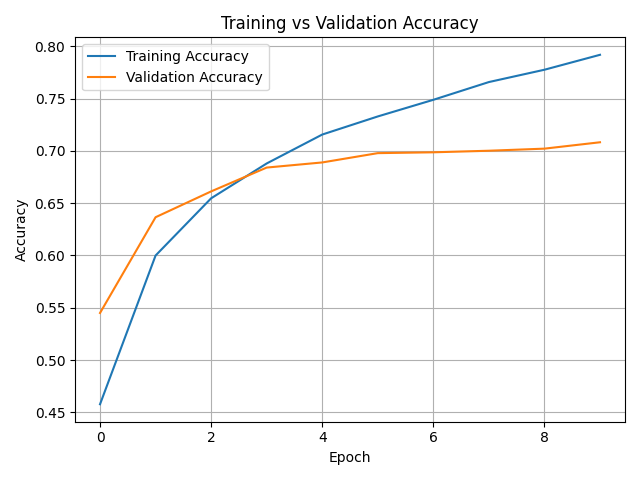 Training vs Validation Accuracy
Training Accuracy
Validation Accuracy
0.80
0.75
0.70
0.65
0.60
0.55
0.50
0.45
Accuracy
0 2 4 6 8
Epoch